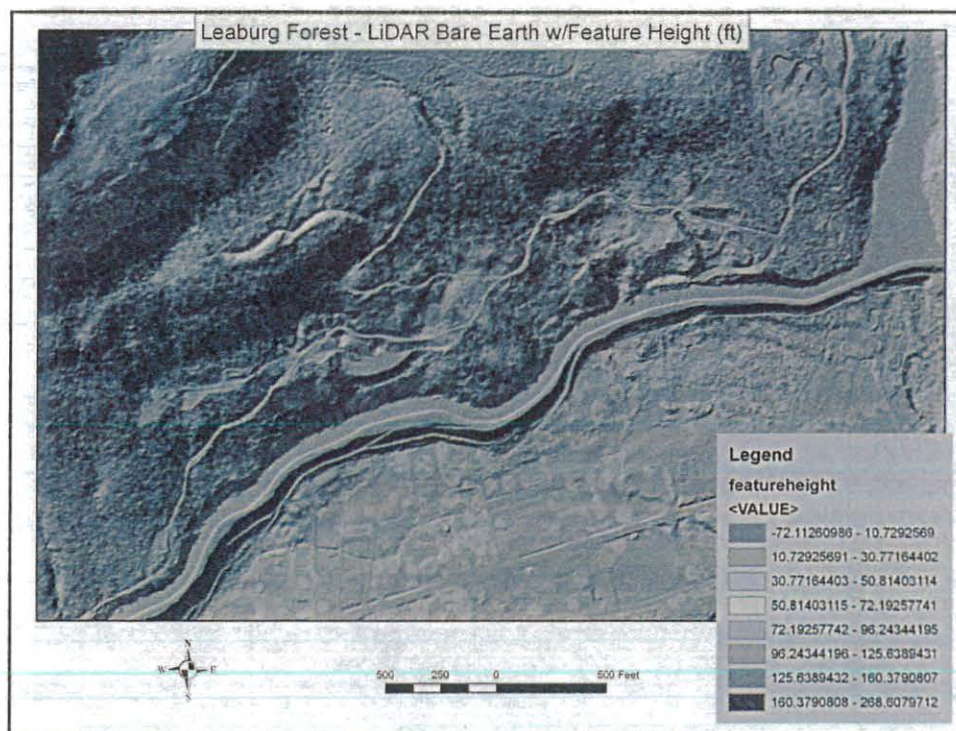 Leaburg Forest - LiDAR Bare Earth w/Feature Height (ft)
Legend
featureheight
<VALUE>
-72.11260986 - 10.7292569
10.72925691 - 30.77164402
30.77164403 - 50.81403114
50.81403115 - 72.19257741
72.19257742 - 96.24344195
96.24344196 - 125.6389431
125.6389432 - 160.3790807
160.3790808 - 268.6079712
N
W E
S
500 250 0 500 Feet